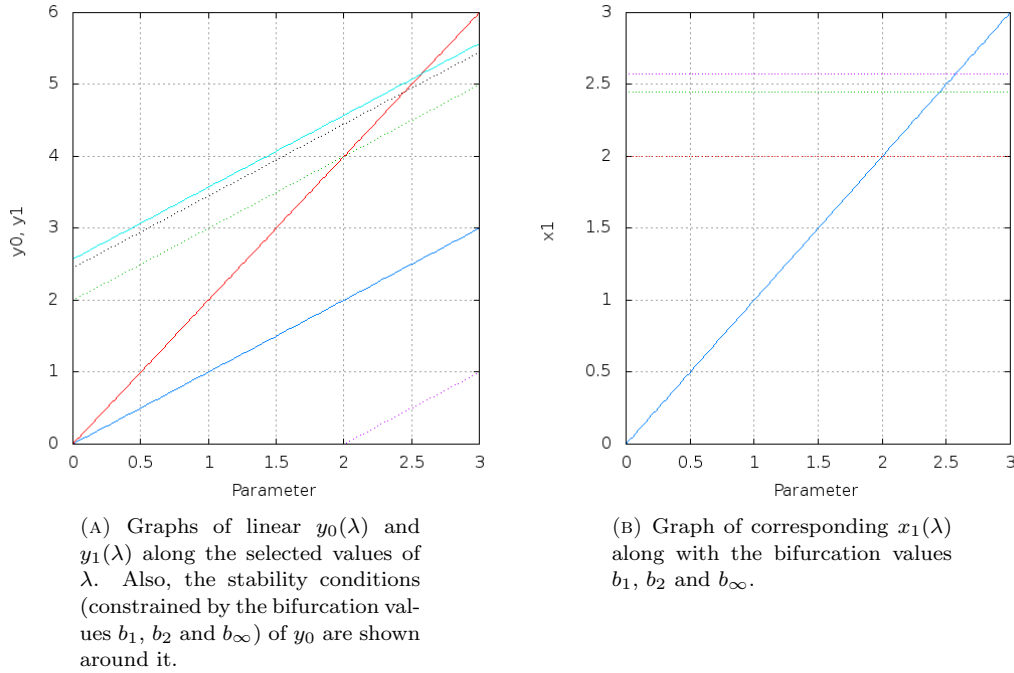 6
5
4
3
2
1
0
y0, y1
0 0.5 1 1.5 2 2.5 3
Parameter
3
2.5
2
1.5
1
0.5
0
x1
0 0.5 1 1.5 2 2.5 3
Parameter
(A) Graphs of linear y₀(λ) and
y₁(λ) along the selected values of
λ. Also, the stability conditions
(constrained by the bifurcation val-
ues b₁, b₂ and b∞) of y₀ are shown
around it.
(B) Graph of corresponding x₁(λ)
along with the bifurcation values
b₁, b₂ and b∞.